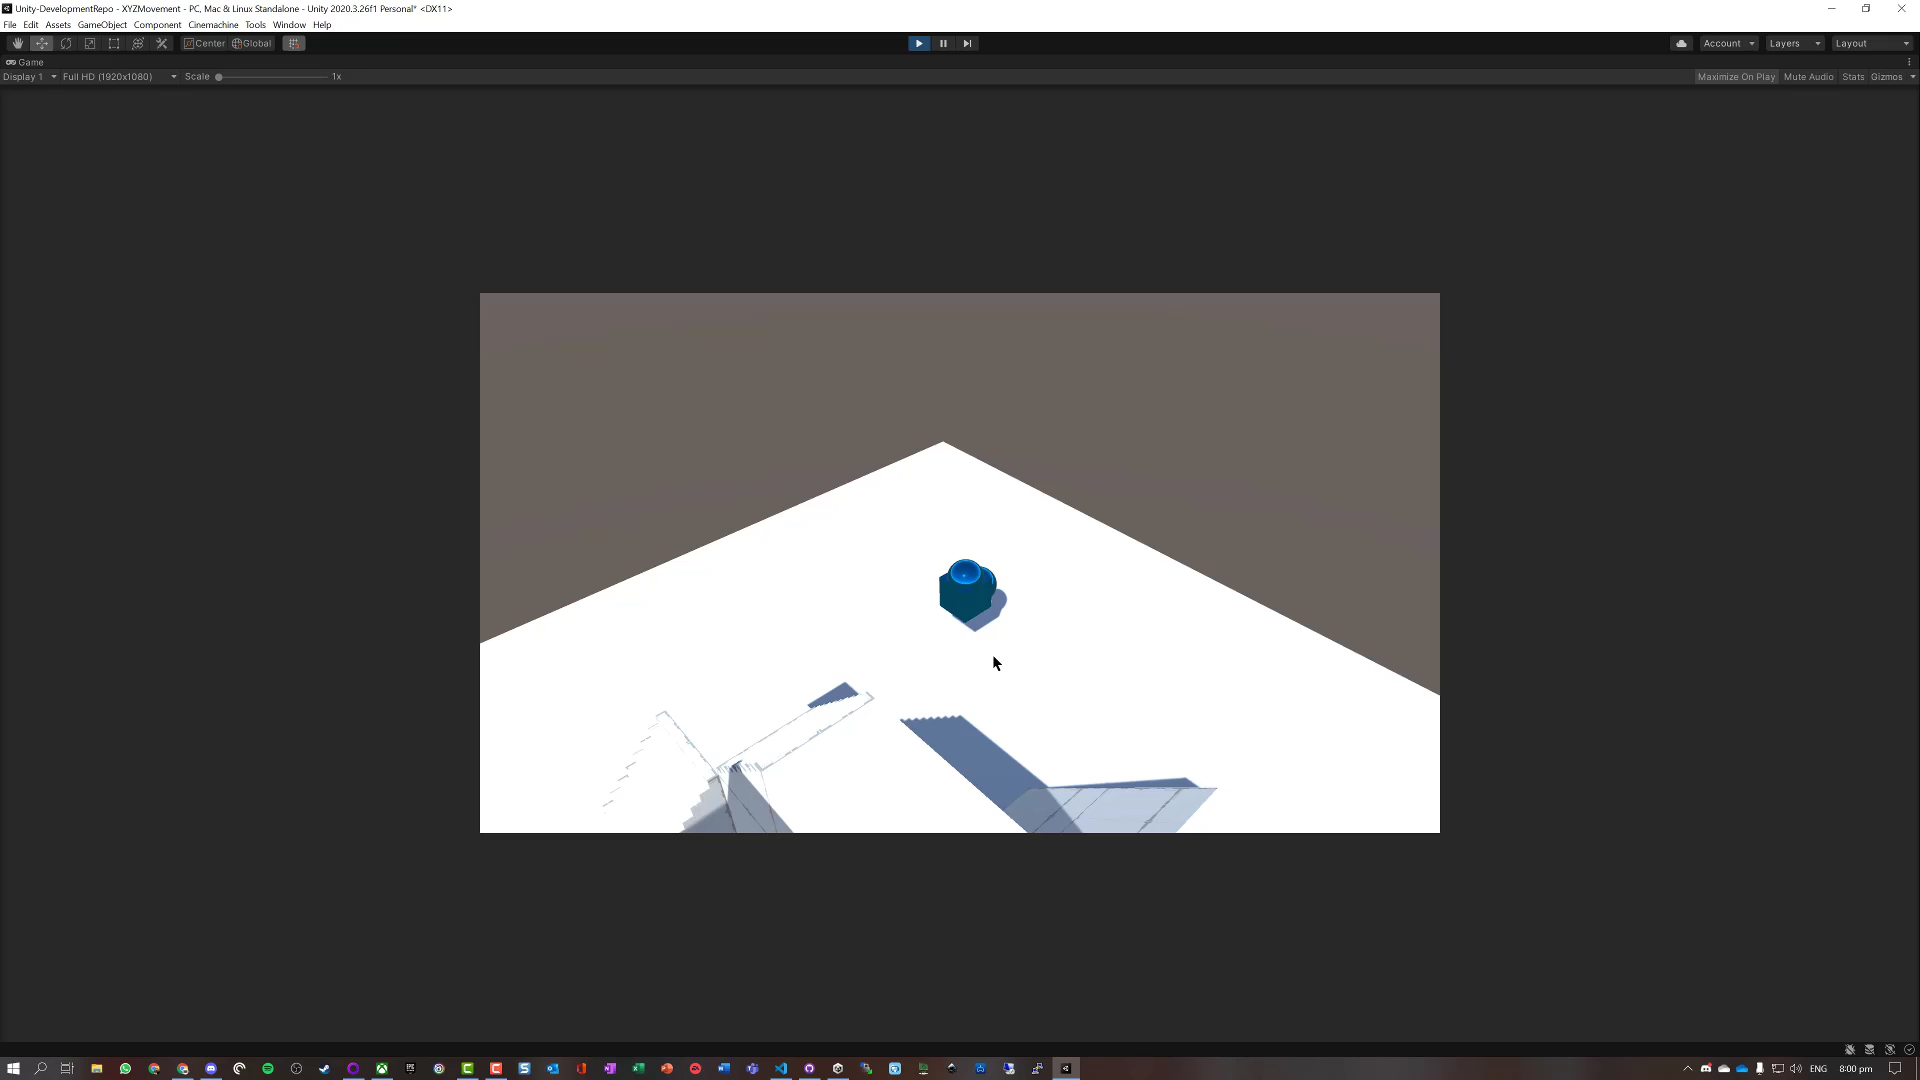 Unity-DevelopmentRepo - XYZMovement - PC, Mac & Linux Standalone - Unity 2020.3.26f1 Personal* <DX11>
File Edit Assets GameObject Component Cinemachine Tools Window Help
Center Global Account Layers Layout
Game
Display 1 Full HD (1920x1080) Scale 1x Maximize On Play Mute Audio Stats Gizmos
ENG 8:00 pm